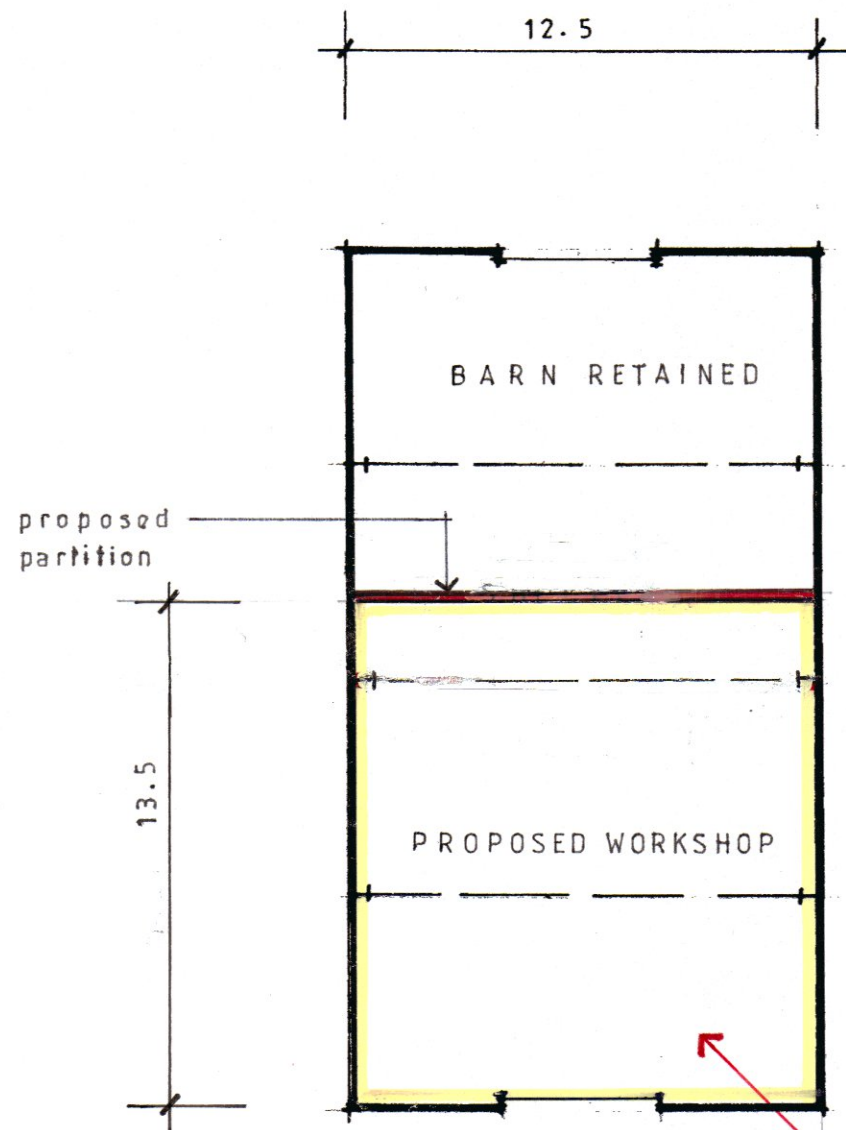 12.5
BARN RETAINED
proposed
partition
13.5
PROPOSED WORKSHOP